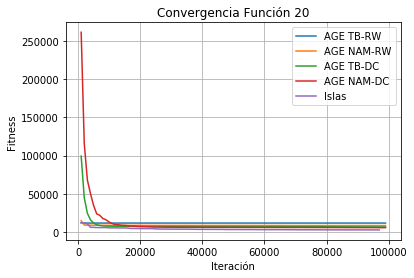 Convergencia Función 20
AGE TB-RW
AGE NAM-RW
AGE TB-DC
AGE NAM-DC
Islas
250000
200000
150000
100000
50000
0
Fitness
0 20000 40000 60000 80000 100000
Iteración